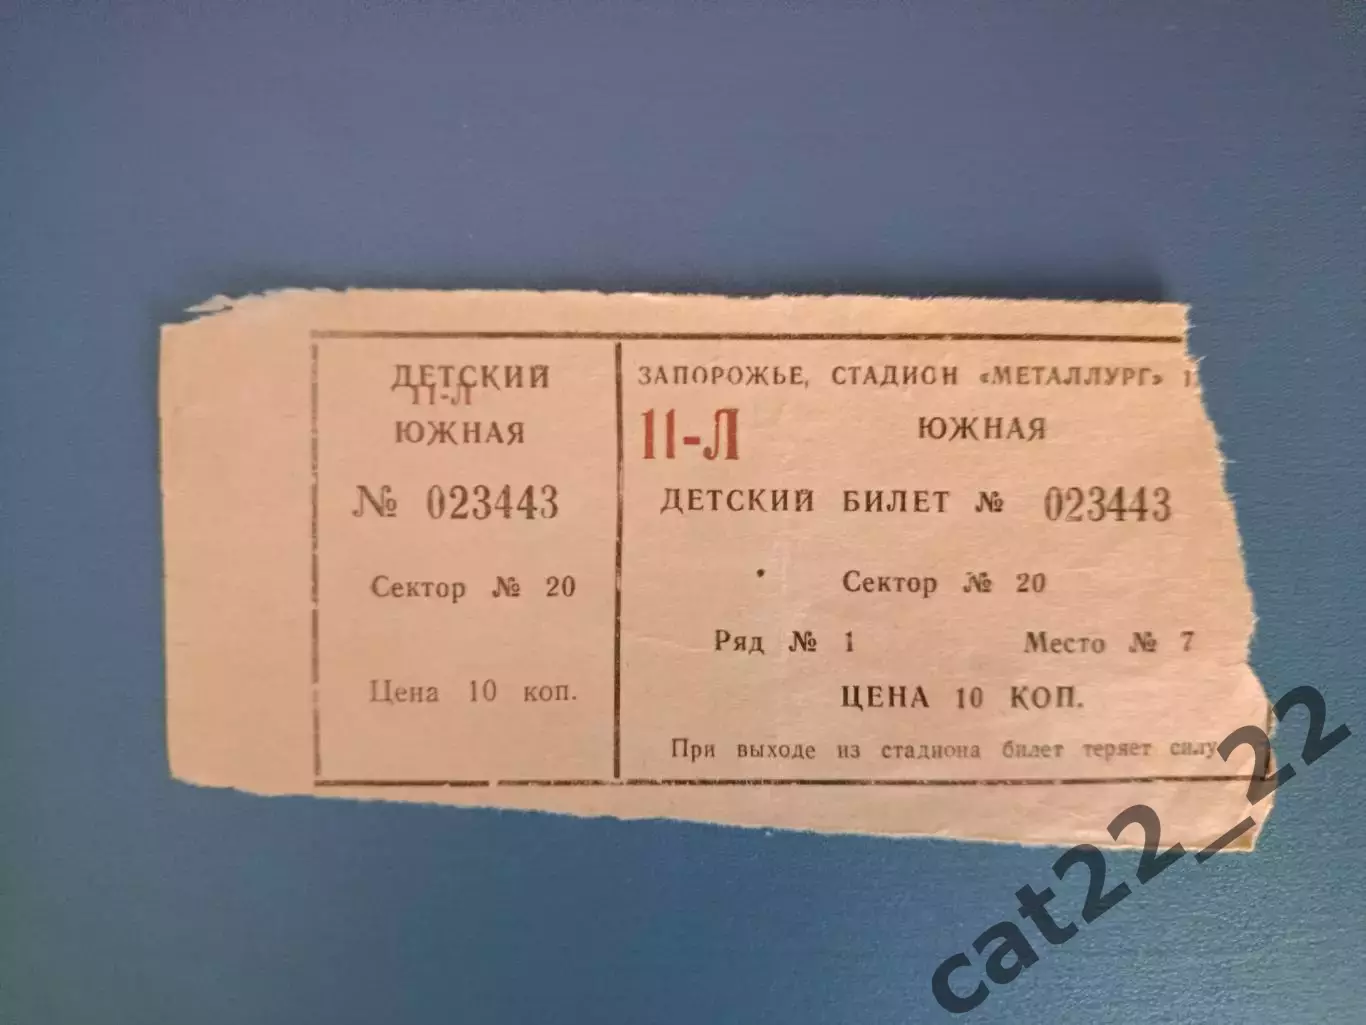 ДЕТСКИЙ
11-Л
ЮЖНАЯ
№ 023443
Сектор № 20
Цена 10 коп.
ЗАПОРОЖЬЕ, СТАДИОН «МЕТАЛЛУРГ»
11-Л ЮЖНАЯ
ДЕТСКИЙ БИЛЕТ № 023443
Сектор № 20
Ряд № 1 Место № 7
ЦЕНА 10 КОП.
При выходе из стадиона билет теряет силу
cat22_22